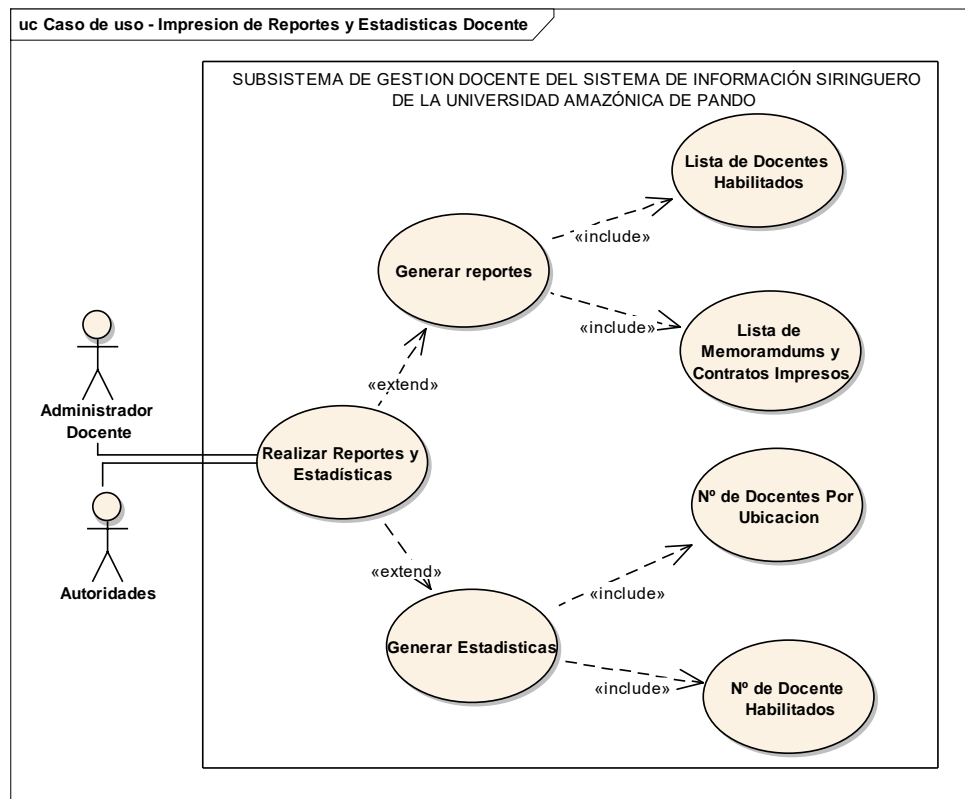 uc Caso de uso - Impresion de Reportes y Estadisticas Docente
SUBSISTEMA DE GESTION DOCENTE DEL SISTEMA DE INFORMACIÓN SIRINGUERO
DE LA UNIVERSIDAD AMAZÓNICA DE PANDO
Lista de Docentes
Habilitados
«include»
Generar reportes
«include»
Lista de
Memoramdums y
Contratos Impresos
«extend»
Administrador
Docente
Realizar Reportes y
Estadísticas
Nº de Docentes Por
Ubicacion
Autoridades
«extend»
«include»
Generar Estadisticas
«include»
Nº de Docente
Habilitados